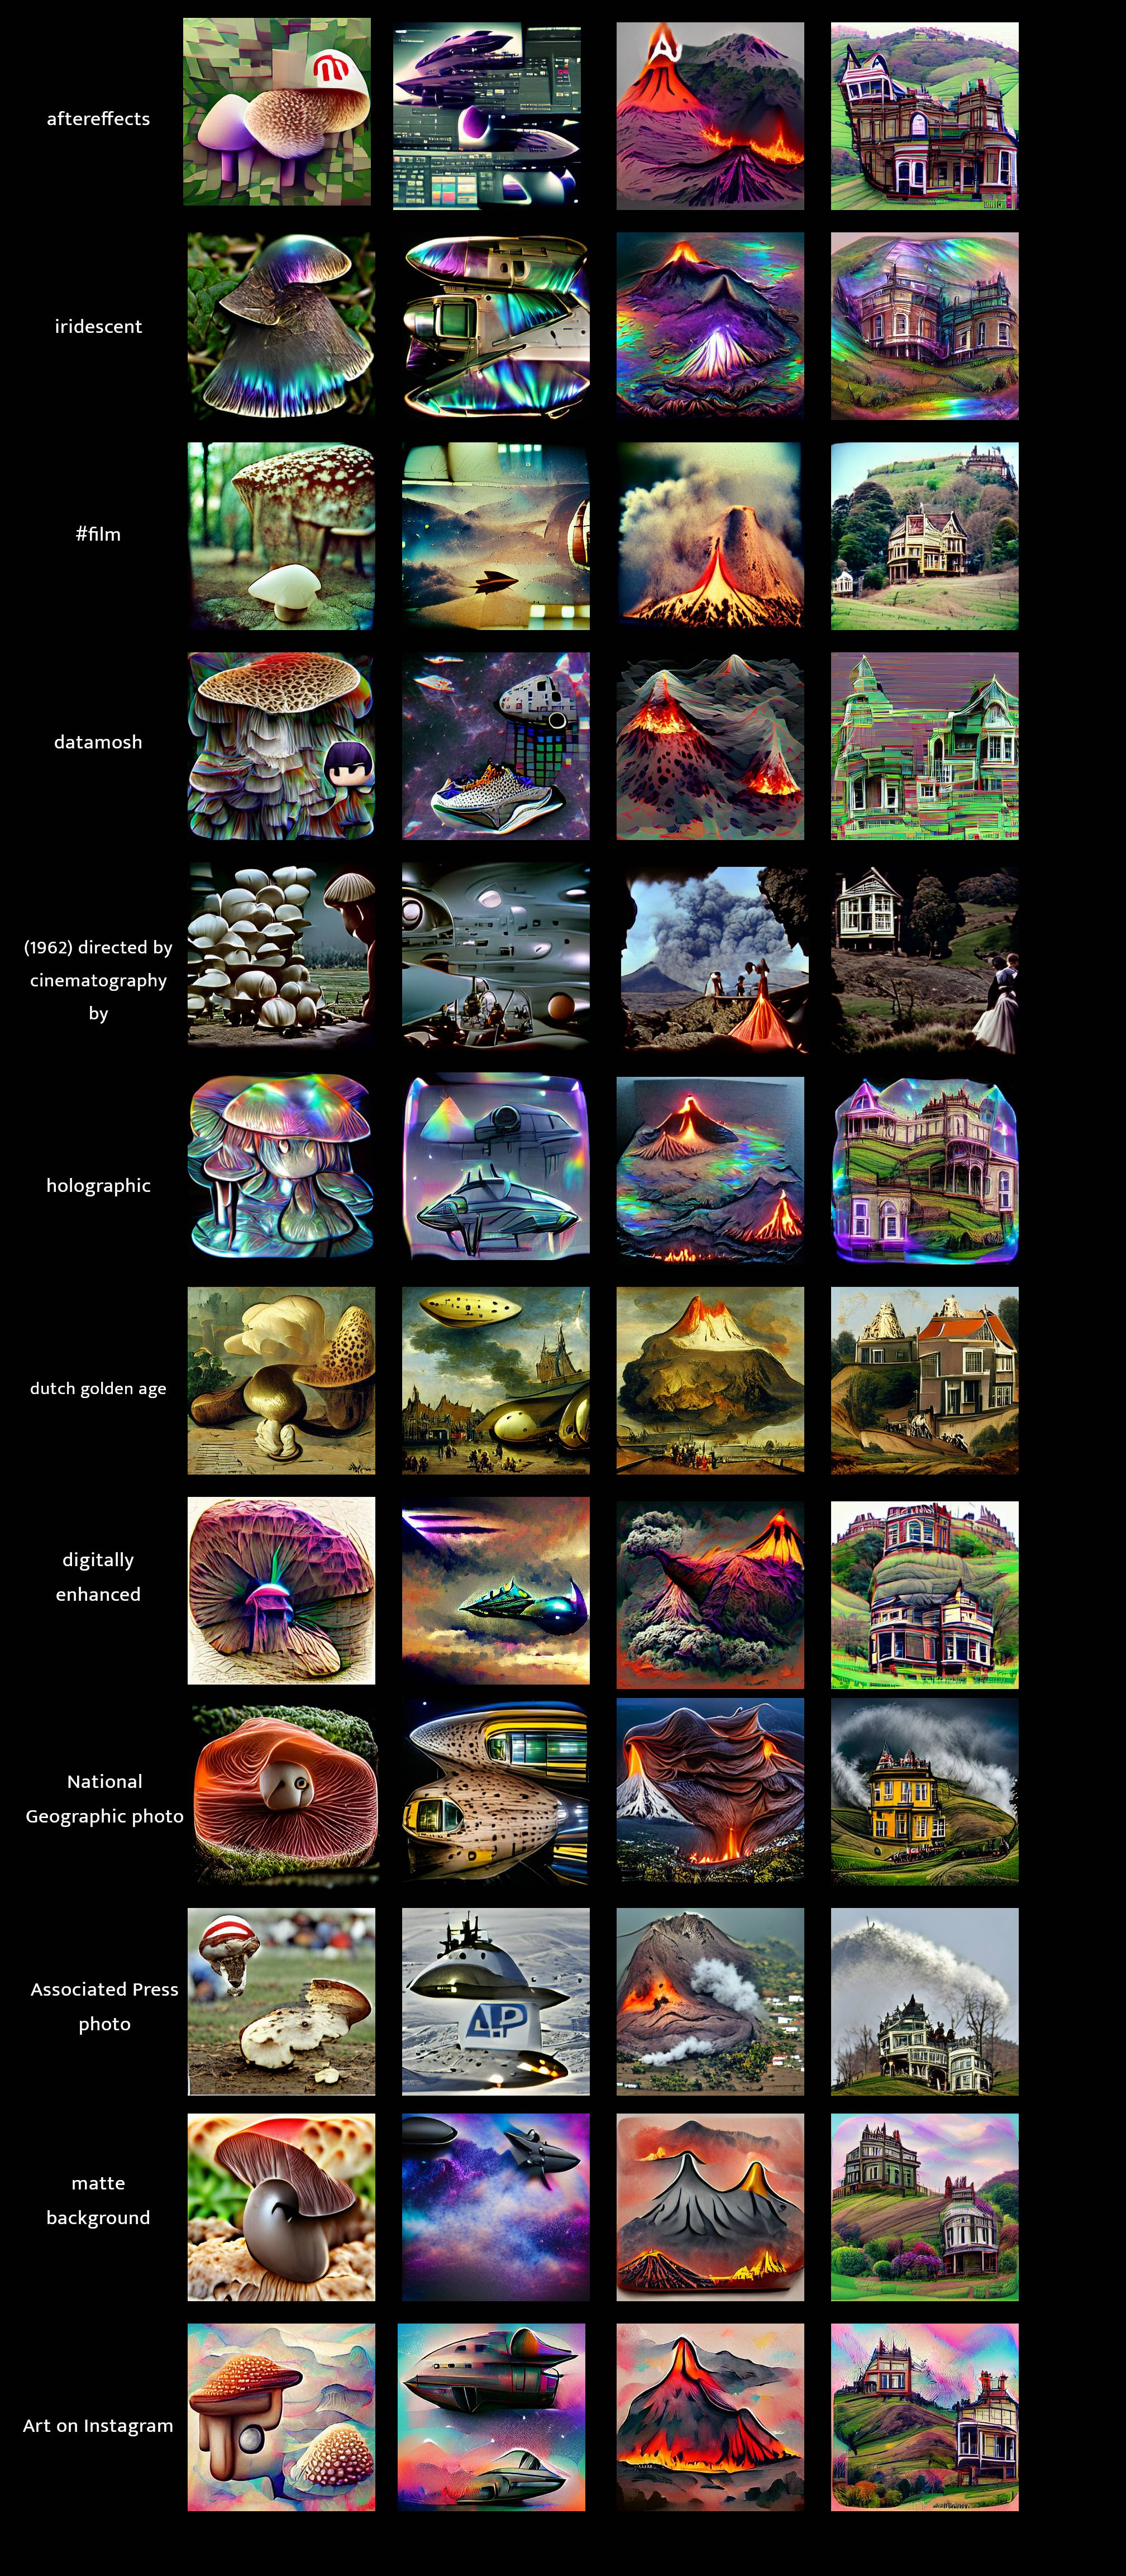 aftereffects
iridescent
#film
datamosh
(1962) directed by
cinematography
by
holographic
dutch golden age
digitally
enhanced
National
Geographic photo
Associated Press
photo
AP
matte
background
Art on Instagram